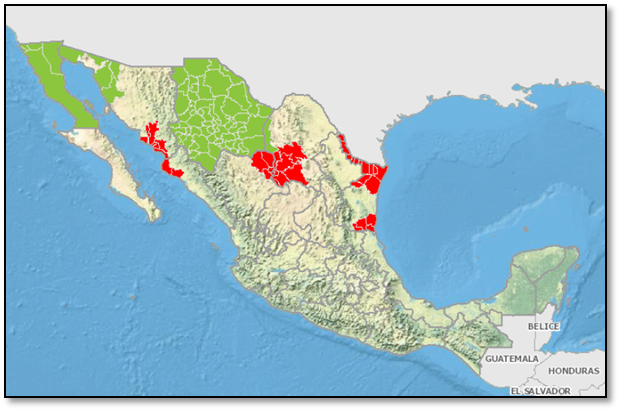 BELICE
GUATEMALA
HONDURAS
EL SALVADOR